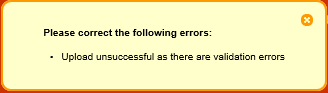 Please correct the following errors:
• Upload unsuccessful as there are validation errors